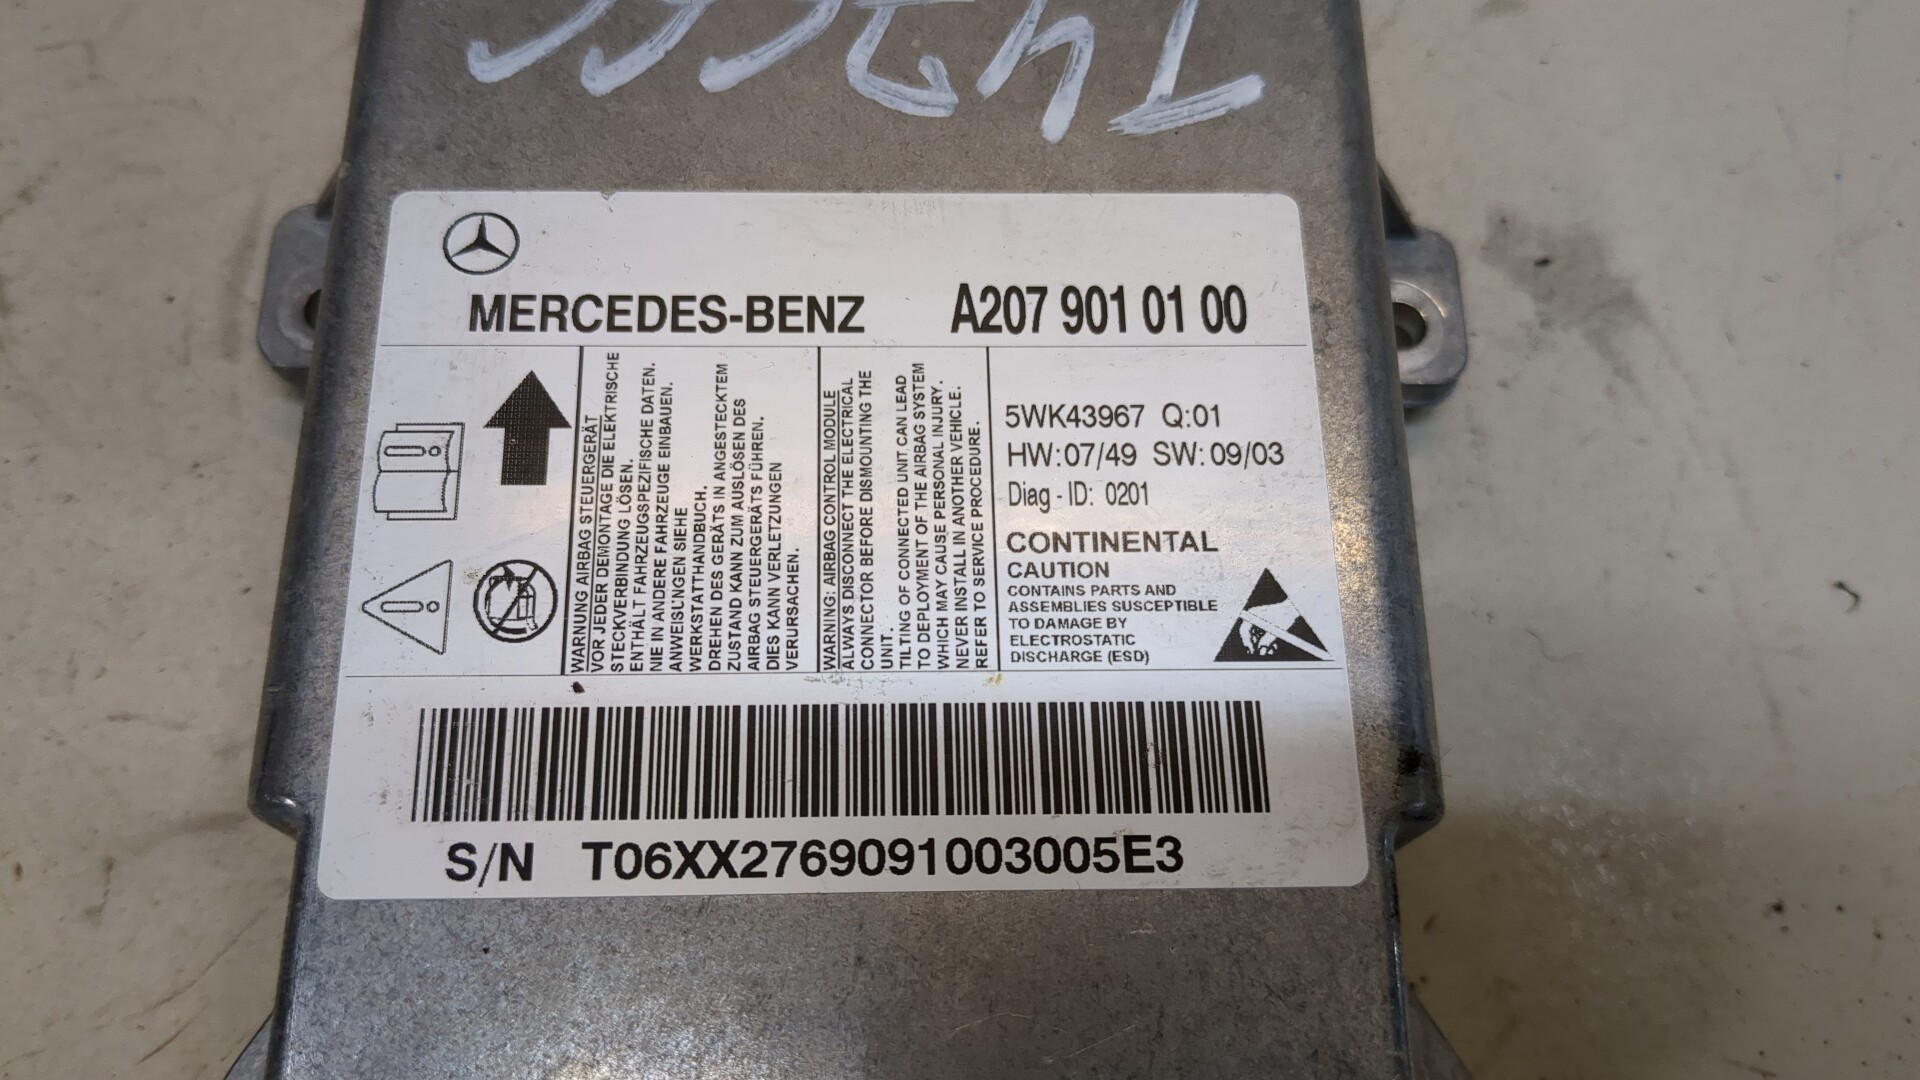 MERCEDES-BENZ A207 901 01 00
WARNUNG AIRBAG STEUERGERÄT
VOR JEDER DEMONTAGE DIE ELEKTRISCHE
STECKVERBINDUNG LÖSEN.
ENTHÄLT FAHRZEUGSPEZIFISCHE DATEN.
NIE IN ANDERE FAHRZEUGE EINBAUEN.
ANWEISUNGEN SIEHE
WERKSTATTHANDBUCH.
DREHEN DES GERÄTS IN ANGESTECKTEM
ZUSTAND KANN ZUM AUSLÖSEN DES
AIRBAG STEUERGERÄTS FÜHREN.
DIES KANN VERLETZUNGEN
VERURSACHEN.
WARNING: AIRBAG CONTROL MODULE
ALWAYS DISCONNECT THE ELECTRICAL
CONNECTOR BEFORE DISMOUNTING THE
UNIT.
TILTING OF CONNECTED UNIT CAN LEAD
TO DEPLOYMENT OF THE AIRBAG SYSTEM
WHICH MAY CAUSE PERSONAL INJURY.
NEVER INSTALL IN ANOTHER VEHICLE.
REFER TO SERVICE PROCEDURE.
5WK43967 Q:01
HW:07/49 SW:09/03
Diag - ID: 0201
CONTINENTAL
CAUTION
CONTAINS PARTS AND
ASSEMBLIES SUSCEPTIBLE
TO DAMAGE BY
ELECTROSTATIC
DISCHARGE (ESD)
S/N T06XX2769091003005E3